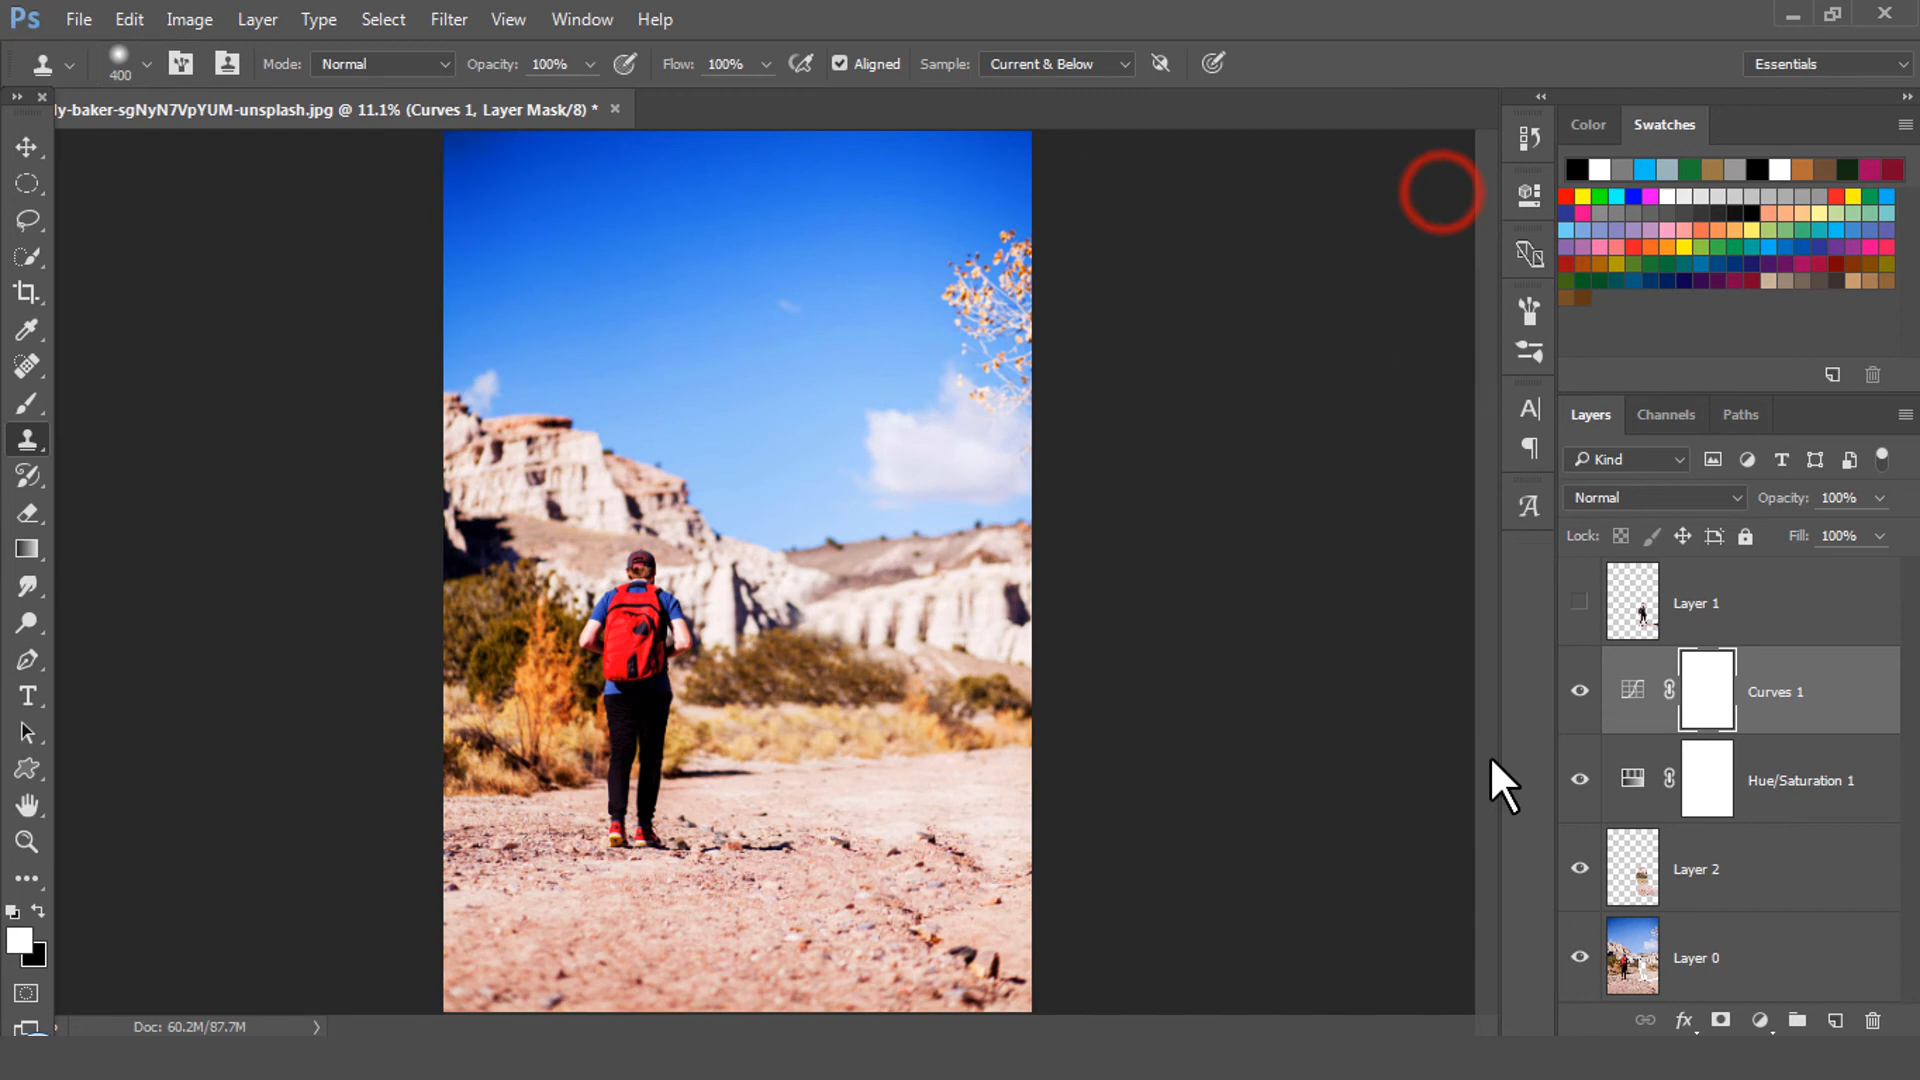 Ps File Edit Image Layer Type Select Filter View Window Help
400 Mode: Normal Opacity: 100% Flow: 100% Aligned Sample: Current & Below Essentials
ly-baker-sgNyN7VpYUM-unsplash.jpg @ 11.1% (Curves 1, Layer Mask/8) *
Color Swatches
Layers Channels Paths
Kind
Normal Opacity: 100%
Lock: Fill: 100%
Layer 1
Curves 1
Hue/Saturation 1
Layer 2
Layer 0
fx
Doc: 60.2M/87.7M